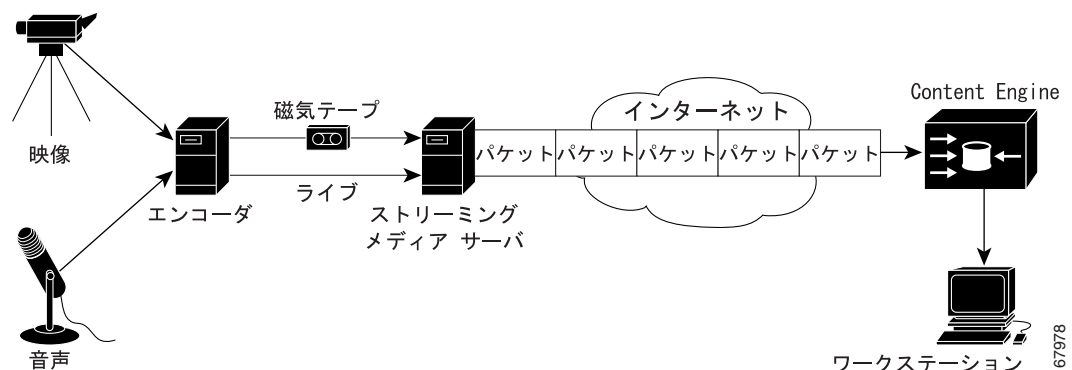 映像
音声
エンコーダ
磁気テープ
ライブ
ストリーミング
メディア サーバ
インターネット
パケット
パケット
パケット
パケット
パケット
Content Engine
ワークステーション
67978